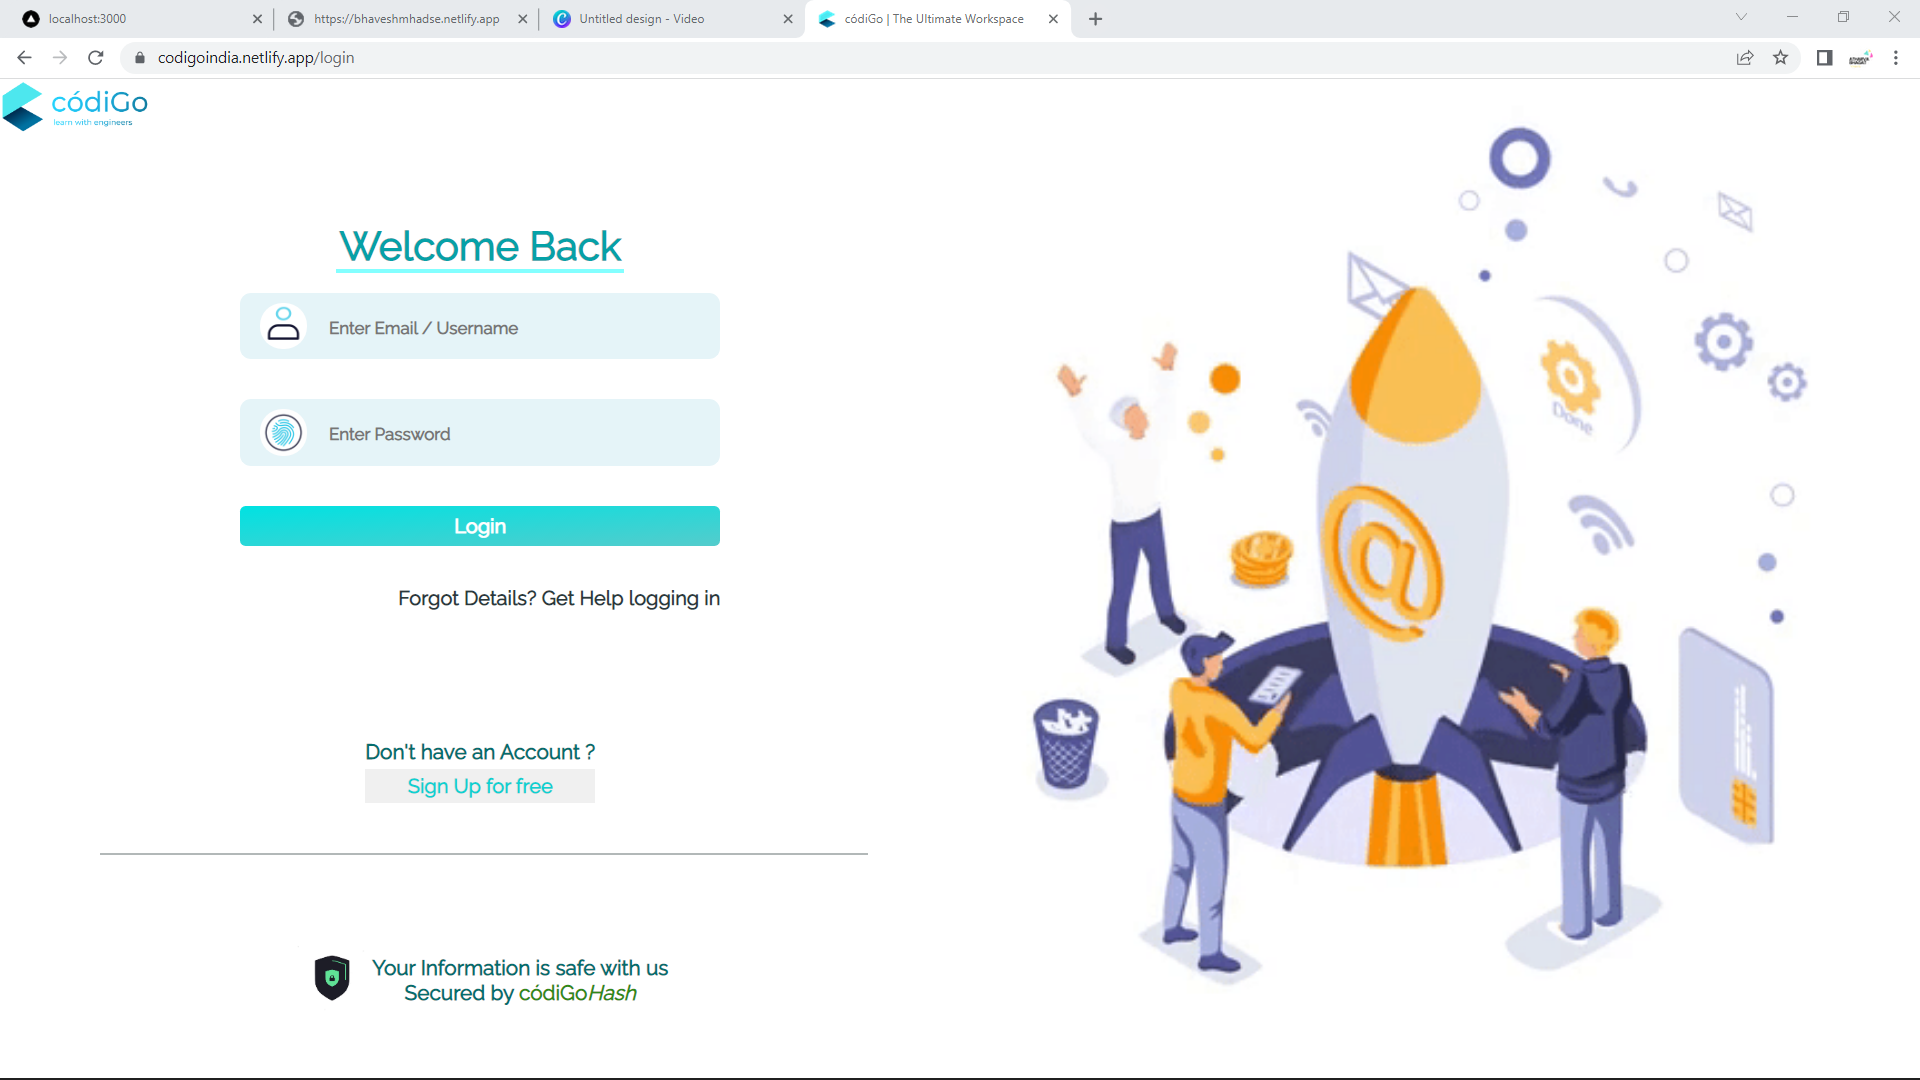 localhost:3000
https://bhaveshmhadse.netlify.app
Untitled design - Video
códiGo | The Ultimate Workspace
codigoindia.netlify.app/login
códiGo
learn with engineers
Welcome Back
Enter Email / Username
Enter Password
Login
Forgot Details? Get Help logging in
Don't have an Account ?
Sign Up for free
Your Information is safe with us
Secured by códiGoHash
@
Done